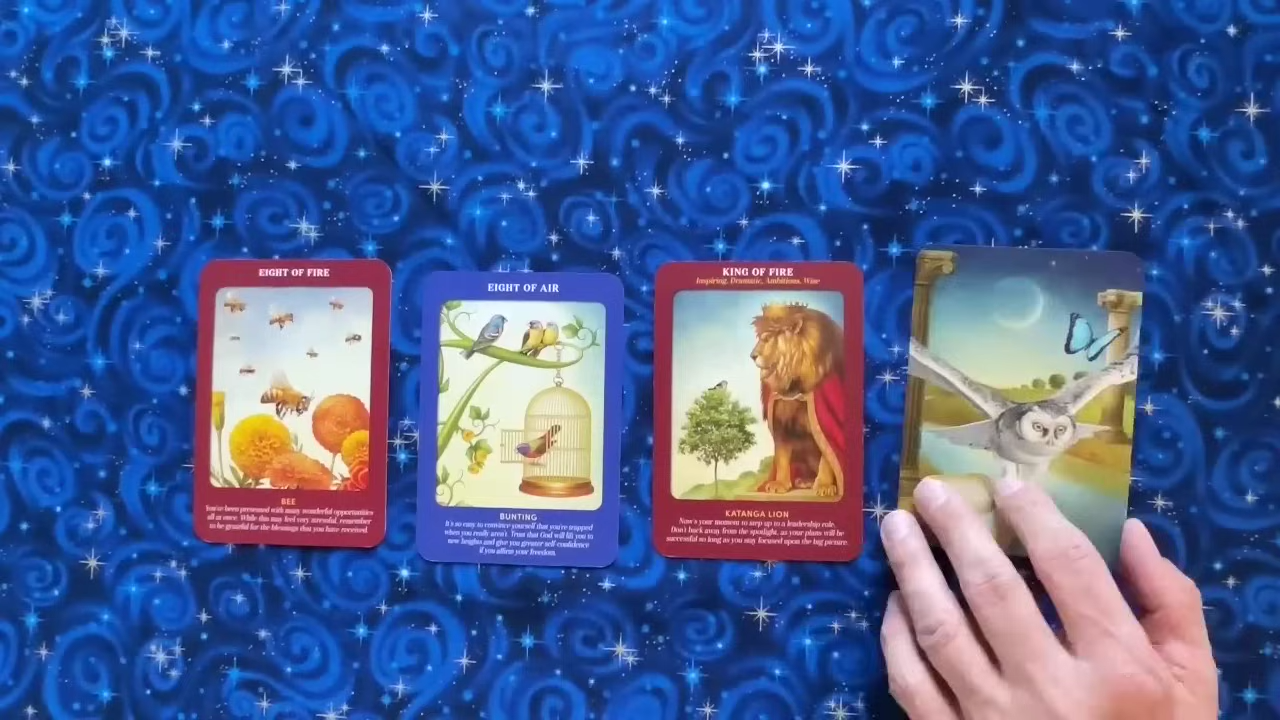 EIGHT OF FIRE
BEE
You've been presented with many wonderful opportunities
all at once. While this may feel very stressful, remember
to be grateful for the blessings that you have received.
EIGHT OF AIR
BUNTING
It's so easy to convince yourself that you're trapped
when you really aren't. Trust that God will lift you to
new heights and give you greater self-confidence
if you affirm your freedom.
KING OF FIRE
Inspiring, Dramatic, Ambitious, Wise
KATANGA LION
Now's your moment to step up to a leadership role.
Don't back away from the spotlight, as your plans will be
successful so long as you stay focused upon the big picture.